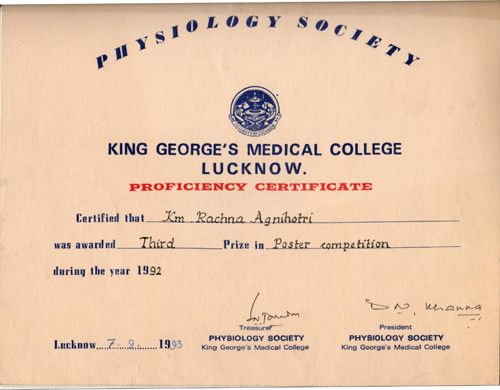 PHYSIOLOGY SOCIETY
KING GEORGE'S MEDICAL COLLEGE
LUCKNOW.
PROFICIENCY CERTIFICATE
Certified that Km. Rachna Agnihotri
was awarded Third Prize in Poster competition
during the year 1992
Treasurer
PHYSIOLOGY SOCIETY
King George's Medical College
D.N. Khanna
President
PHYSIOLOGY SOCIETY
King George's Medical College
Lucknow 7.9.1993